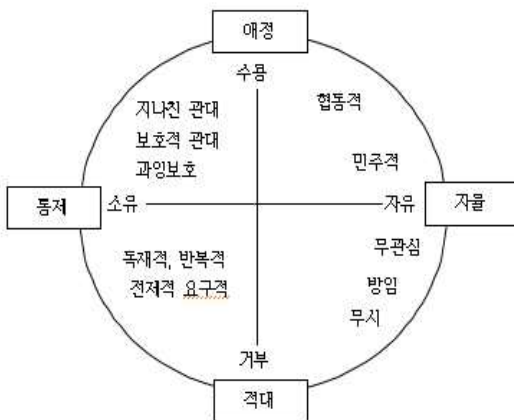 애정
수용
지나친 관대
협동적
보호적 관대
민주적
과잉보호
통제
소유
자유
자율
독재적, 반복적
무관심
전제적 요구적
방임
무시
거부
적대